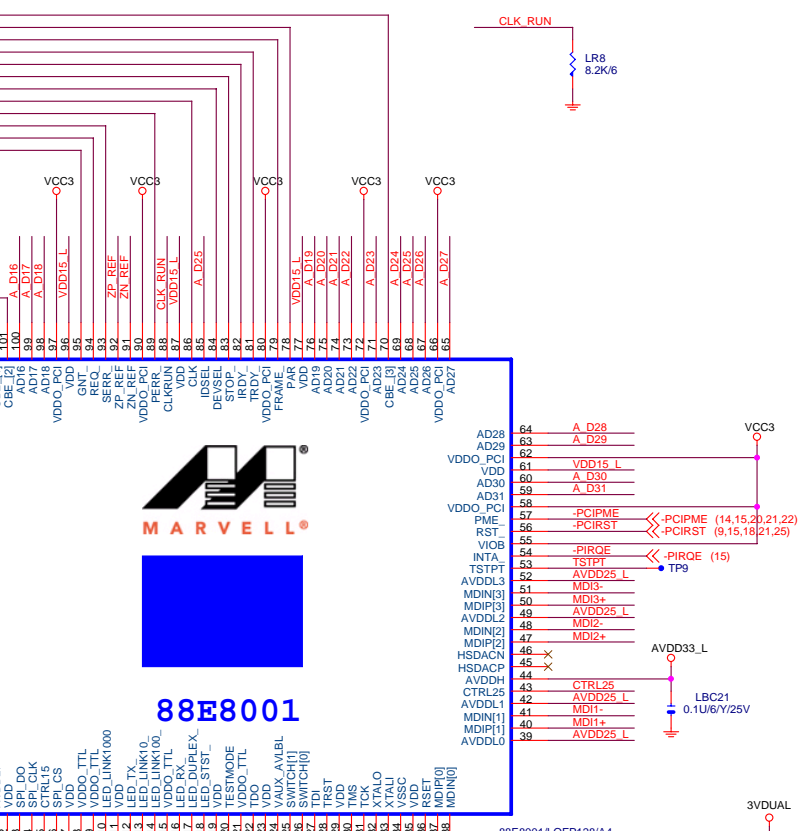 CLK_RUN
LR8
8.2K/6
VCC3
VCC3
VCC3
VCC3
VCC3
A_D16
A_D17
A_D18
VDD15_L
ZP_REF
ZN_REF
CLK_RUN
VDD15_L
A_D25
VDD15_L
A_D19
A_D20
A_D21
A_D22
A_D23
A_D24
A_D25
A_D26
A_D27
101
100
99
98
97
96
95
94
93
92
91
90
89
88
87
86
85
84
83
82
81
80
79
78
77
76
75
74
73
72
71
70
69
68
67
66
65
CBE_[2]
AD16
AD17
AD18
VDDO_PCI
VDD
GNT_
REQ_
SERR_
ZP_REF
ZN_REF
VDDO_PCI
PERR_
CLKRUN
VDD
CLK
IDSEL
DEVSEL
STOP_
IRDY_
TRDY_
VDDO_PCI
FRAME_
PAR
VDD
AD19
AD20
AD21
AD22
VDDO_PCI
AD23
CBE_[3]
AD24
AD25
AD26
VDDO_PCI
AD27
AD28 64 A_D28
AD29 63 A_D29
VDDO_PCI 62
VDD 61 VDD15_L
AD30 60 A_D30
AD31 59 A_D31
VDDO_PCI 58
PME_ 57 -PCIPME -PCIPME (14,15,20,21,22)
RST_ 56 -PCIRST -PCIRST (9,15,18,21,25)
VIOB 55
INTA_ 54 -PIRQE -PIRQE (15)
TSTPT 53 TSTPT TP9
AVDDL3 52 AVDD25_L
MDIN[3] 51 MDI3-
MDIP[3] 50 MDI3+
AVDDL2 49 AVDD25_L
MDIN[2] 48 MDI2-
MDIP[2] 47 MDI2+
HSDACN 46
HSDACP 45
AVDDH 44
CTRL25 43 CTRL25
AVDDL1 42 AVDD25_L
MDIN[1] 41 MDI1-
MDIP[1] 40 MDI1+
AVDDL0 39 AVDD25_L
VCC3
AVDD33_L
LBC21
0.1U/6/Y/25V
MARVELL®
88E8001
VDD
SPI_DO
SPI_CLK
CTRL15
SPI_CS
VDD
VDDO_TTL
VDDO_TTL
LED_LINK1000
VDD
LED_TX_
LED_LINK10_
LED_LINK100_
VDDO_TTL
LED_RX_
LED_DUPLEX_
LED_STST_
VDD
TESTMODE
VDDO_TTL
TDO
VDD
VAUX_AVLBL
SWITCH[1]
SWITCH[0]
TDI
TRST
VDD
TMS
TCK
XTALO
XTALI
VSSC
VDD
RSET
MDIP[0]
MDIN[0]
3VDUAL